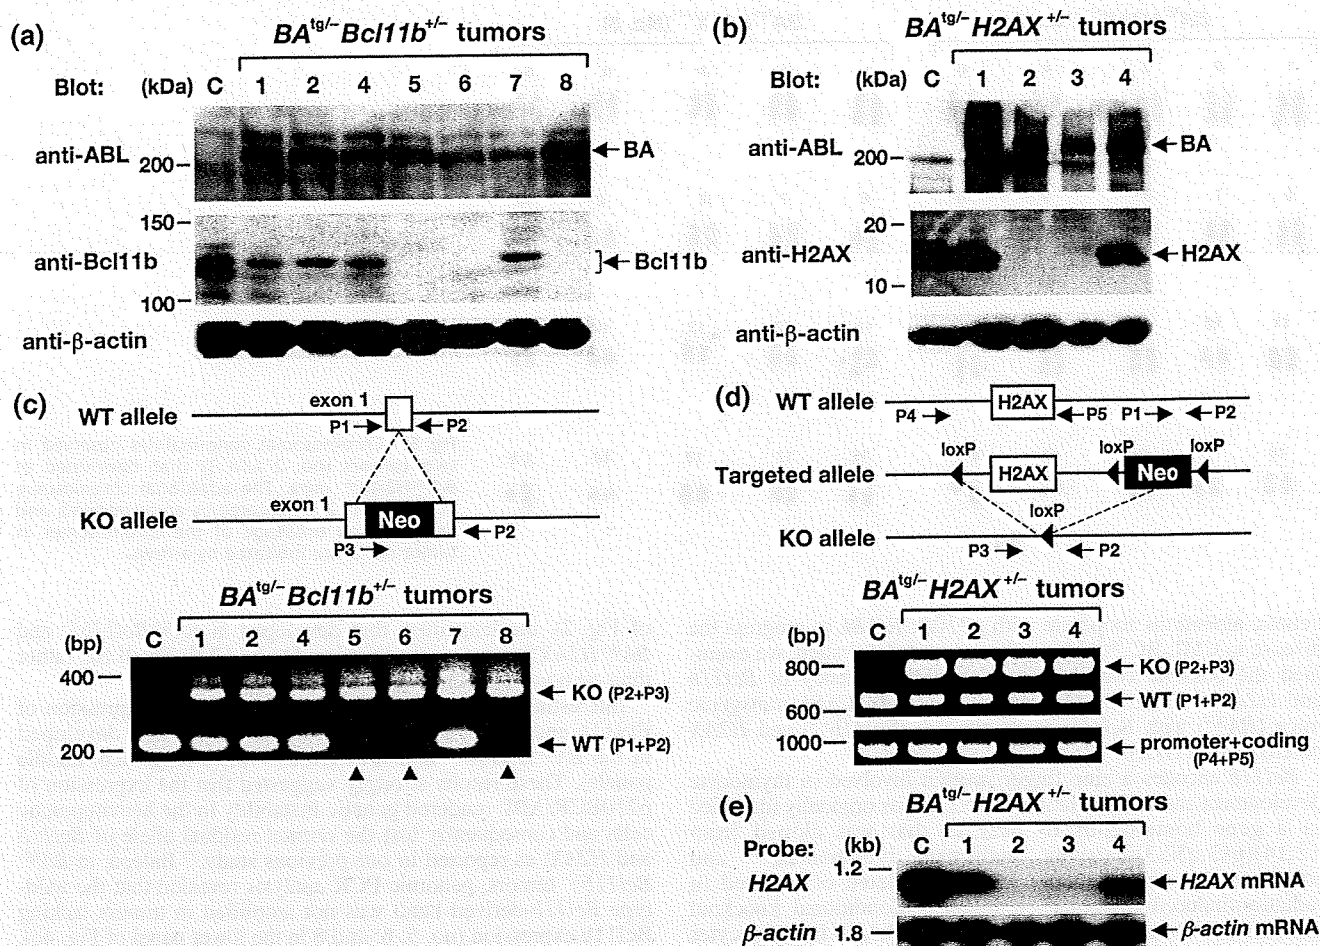 (a)
BA^tg/– Bcl11b^+/– tumors
Blot: (kDa) C 1 2 4 5 6 7 8
anti-ABL
200
BA
150
anti-Bcl11b
Bcl11b
100
anti-β-actin
(b)
BA^tg/– H2AX^+/– tumors
Blot: (kDa) C 1 2 3 4
anti-ABL
200
BA
20
anti-H2AX
H2AX
10
anti-β-actin
(c)
WT allele
exon 1
P1
P2
KO allele
exon 1
Neo
P3
P2
BA^tg/– Bcl11b^+/– tumors
(bp) C 1 2 4 5 6 7 8
400
KO (P2+P3)
200
WT (P1+P2)
(d)
WT allele
H2AX
P4
P5
P1
P2
Targeted allele
loxP
H2AX
loxP
Neo
loxP
KO allele
loxP
P3
P2
BA^tg/– H2AX^+/– tumors
C 1 2 3 4
(bp)
800
KO (P2+P3)
WT (P1+P2)
600
1000
promoter+coding
(P4+P5)
(e)
BA^tg/– H2AX^+/– tumors
Probe: (kb) C 1 2 3 4
1.2
H2AX
H2AX mRNA
β-actin 1.8
β-actin mRNA